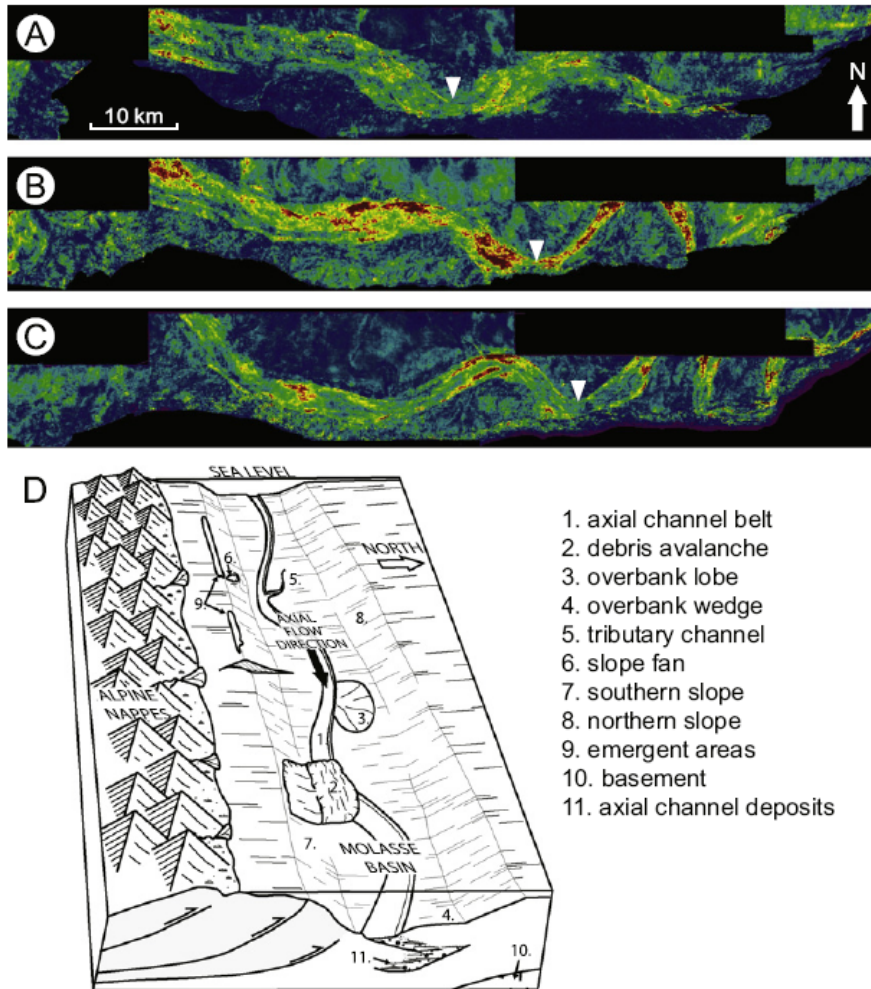 A
N
10 km
B
C
D
SEA LEVEL
NORTH
6.
5.
9.
8.
AXIAL
FLOW
DIRECTION
ALPINE
NAPPES
3.
1.
2.
7.
MOLASSE
BASIN
4.
11.
10.
1. axial channel belt
2. debris avalanche
3. overbank lobe
4. overbank wedge
5. tributary channel
6. slope fan
7. southern slope
8. northern slope
9. emergent areas
10. basement
11. axial channel deposits